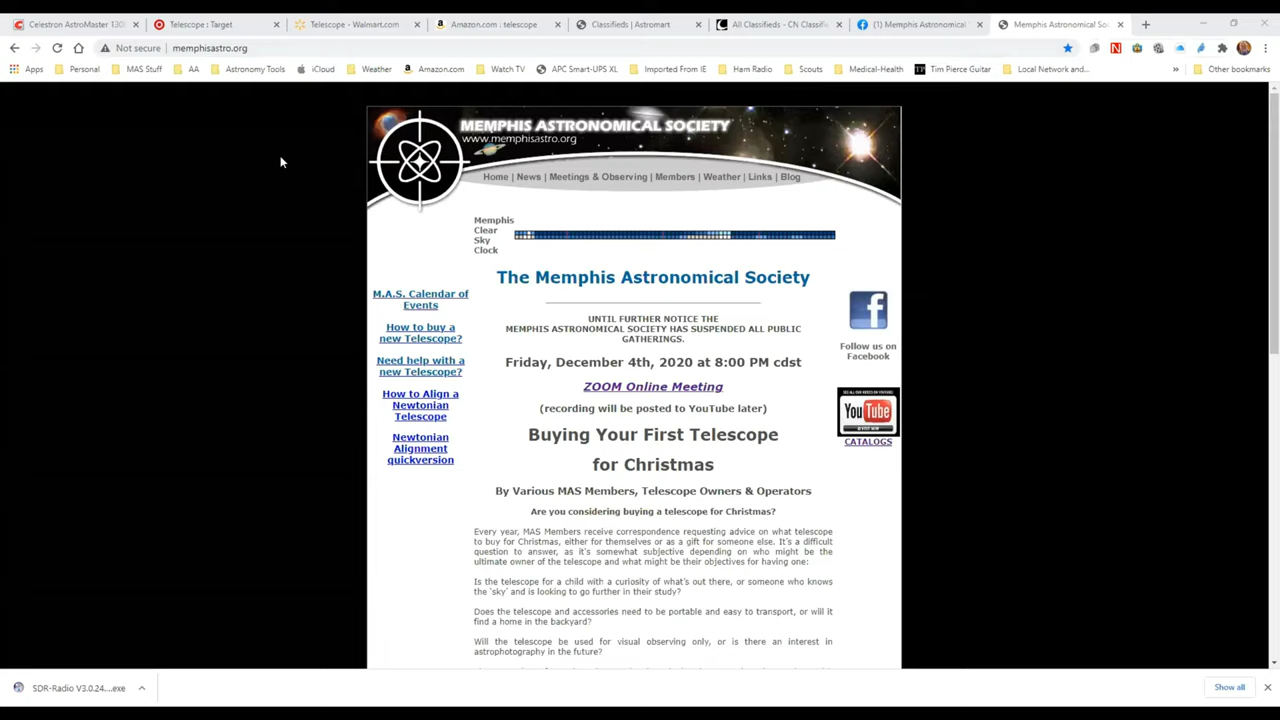 Celestron AstroMaster 130E
Telescope : Target
Telescope - Walmart.com
Amazon.com : telescope
Classifieds | Astromart
All Classifieds - CN Classifie
(1) Memphis Astronomical
Memphis Astronomical Soc
Not secure
memphisastro.org
Apps
Personal
MAS Stuff
AA
Astronomy Tools
iCloud
Weather
Amazon.com
Watch TV
APC Smart-UPS XL
Imported From IE
Ham Radio
Scouts
Medical-Health
TP
Tim Pierce Guitar
Local Network and...
»
Other bookmarks
MEMPHIS ASTRONOMICAL SOCIETY
www.memphisastro.org
Home | News | Meetings & Observing | Members | Weather | Links | Blog
Memphis
Clear
Sky
Clock
The Memphis Astronomical Society
M.A.S. Calendar of
Events
How to buy a
new Telescope?
Need help with a
new Telescope?
How to Align a
Newtonian
Telescope
Newtonian
Alignment
quickversion
UNTIL FURTHER NOTICE THE
MEMPHIS ASTRONOMICAL SOCIETY HAS SUSPENDED ALL PUBLIC
GATHERINGS.
Friday, December 4th, 2020 at 8:00 PM cdst
ZOOM Online Meeting
(recording will be posted to YouTube later)
Buying Your First Telescope
for Christmas
By Various MAS Members, Telescope Owners & Operators
Are you considering buying a telescope for Christmas?
Every year, MAS Members receive correspondence requesting advice on what telescope
to buy for Christmas, either for themselves or as a gift for someone else. It's a difficult
question to answer, as it's somewhat subjective depending on who might be the
ultimate owner of the telescope and what might be their objectives for having one:
Is the telescope for a child with a curiosity of what's out there, or someone who knows
the 'sky' and is looking to go further in their study?
Does the telescope and accessories need to be portable and easy to transport, or will it
find a home in the backyard?
Will the telescope be used for visual observing only, or is there an interest in
astrophotography in the future?
f
Follow us on
Facebook
SEE ALL OUR VIDEOS ON YOUTUBE!
YouTube
CATALOGS
SDR-Radio V3.0.24....exe
Show all